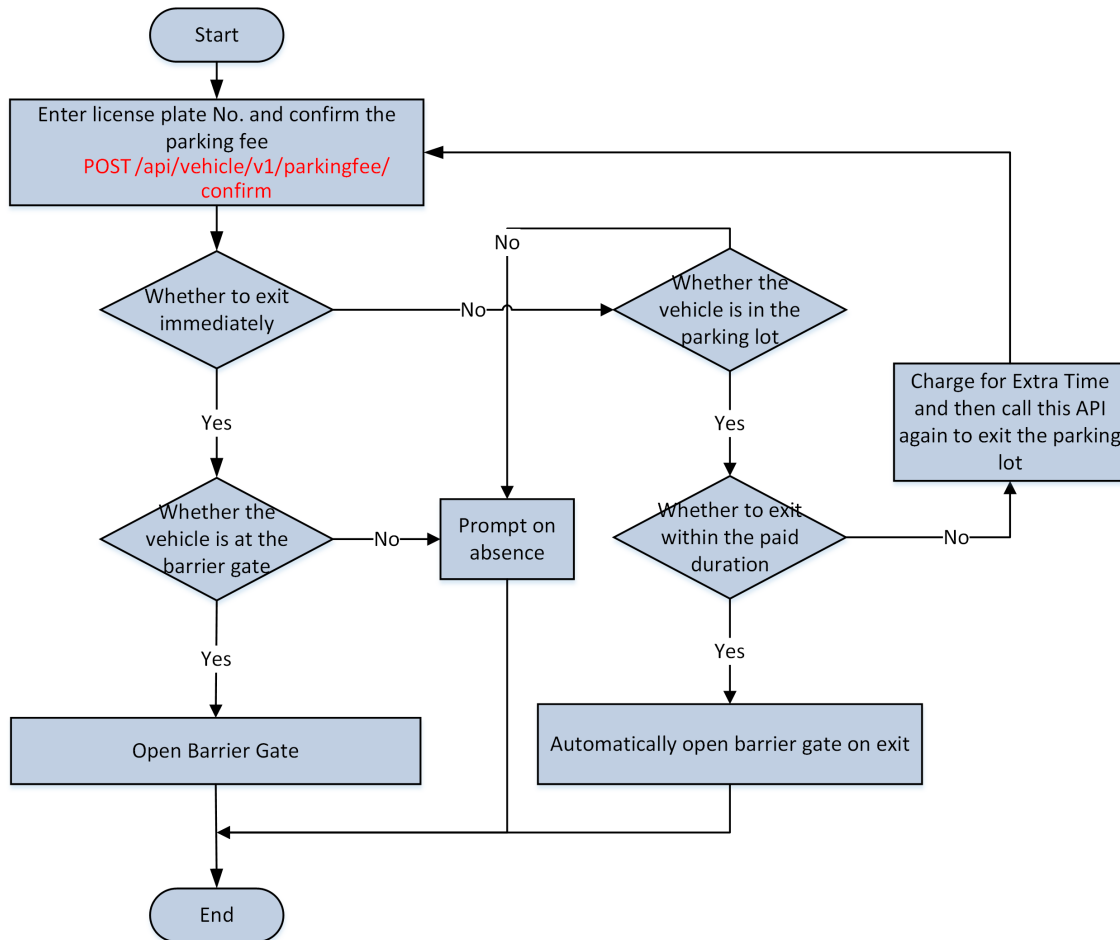 Start
Enter license plate No. and confirm the
parking fee
POST /api/vehicle/v1/parkingfee/
confirm
No
Whether to exit
immediately
No
Whether the
vehicle is in the
parking lot
Charge for Extra Time
and then call this API
again to exit the parking
lot
Yes
Yes
Whether the
vehicle is at the
barrier gate
No
Prompt on
absence
Whether to exit
within the paid
duration
No
Yes
Yes
Open Barrier Gate
Automatically open barrier gate on exit
End